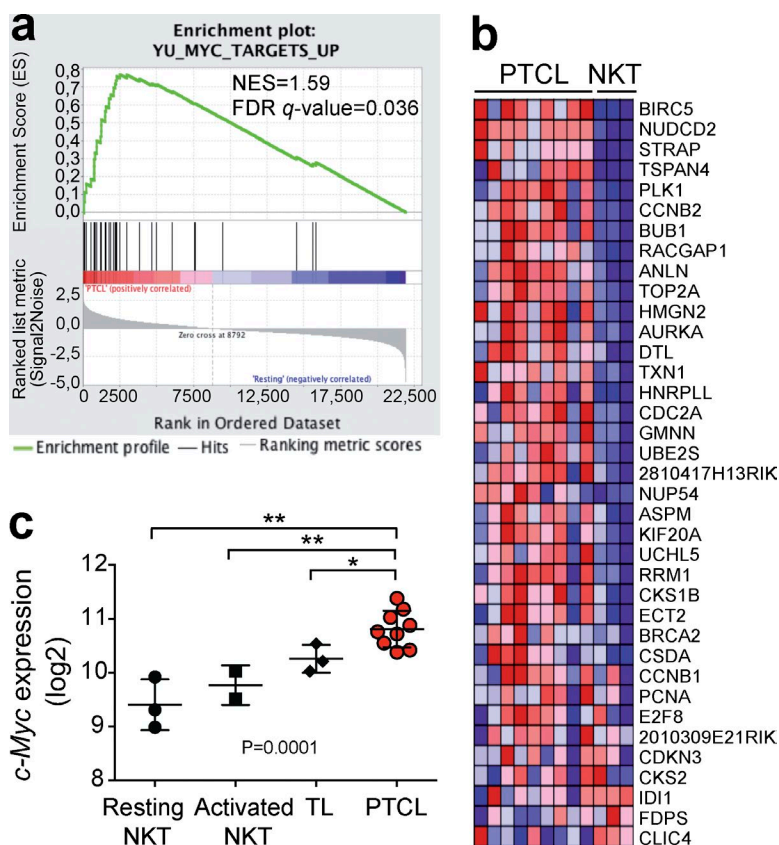 a
Enrichment plot:
YU_MYC_TARGETS_UP
Enrichment Score (ES)
0,8
0,7
0,6
0,5
0,4
0,3
0,2
0,1
0,0
NES=1.59
FDR q-value=0.036
Ranked list metric
(Signal2Noise)
2,5
0,0
-2,5
-5,0
'PTCL' (positively correlated)
Zero cross at 8792
'Resting' (negatively correlated)
0 2500 7500 12,500 17,500 22,500
Rank in Ordered Dataset
Enrichment profile Hits Ranking metric scores
b
PTCL NKT
BIRC5
NUDCD2
STRAP
TSPAN4
PLK1
CCNB2
BUB1
RACGAP1
ANLN
TOP2A
HMGN2
AURKA
DTL
TXN1
HNRPLL
CDC2A
GMNN
UBE2S
2810417H13RIK
NUP54
ASPM
KIF20A
UCHL5
RRM1
CKS1B
ECT2
BRCA2
CSDA
CCNB1
PCNA
E2F8
2010309E21RIK
CDKN3
CKS2
IDI1
FDPS
CLIC4
c
**
**
*
c-Myc expression
(log2)
12
11
10
9
8
P=0.0001
Resting
NKT
Activated
NKT
TL
PTCL